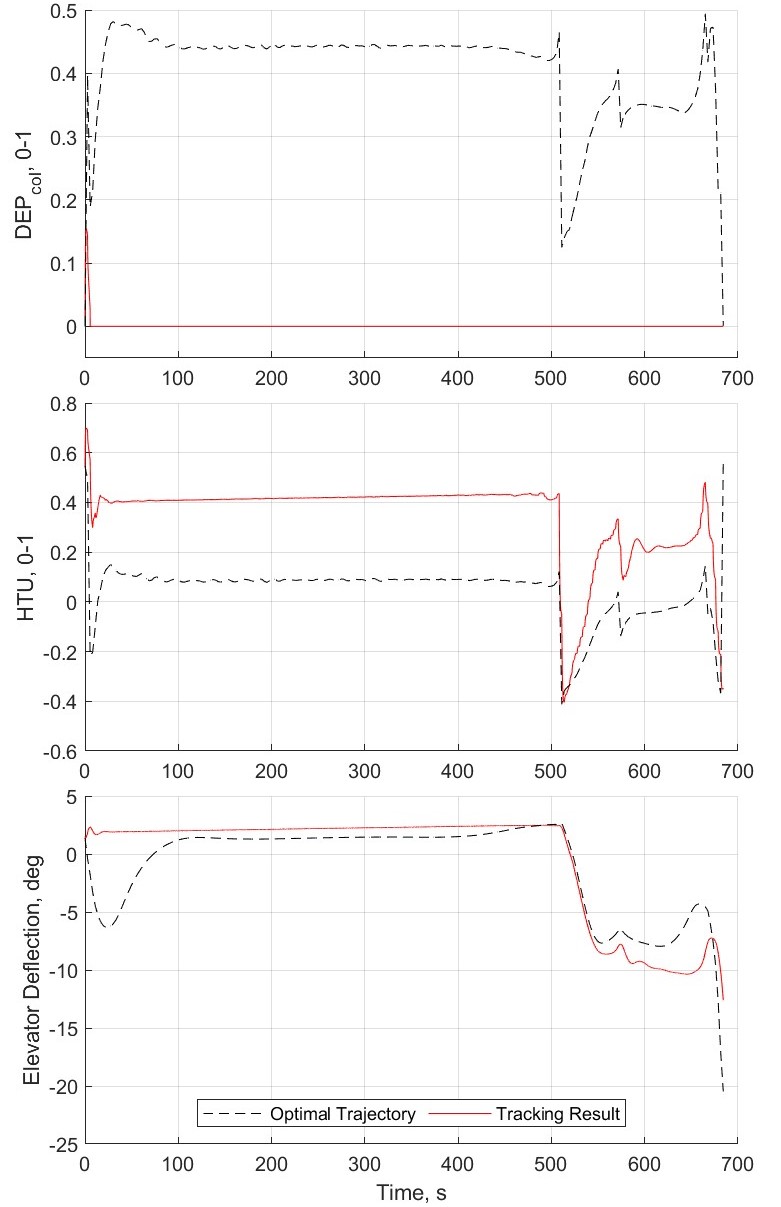 0.5
0.4
0.3
0.2
0.1
0
DEPcol, 0-1
0 100 200 300 400 500 600 700
0.8
0.6
0.4
0.2
0
-0.2
-0.4
-0.6
HTU, 0-1
0 100 200 300 400 500 600 700
5
0
-5
-10
-15
-20
-25
Elevator Deflection, deg
Optimal Trajectory Tracking Result
0 100 200 300 400 500 600 700
Time, s